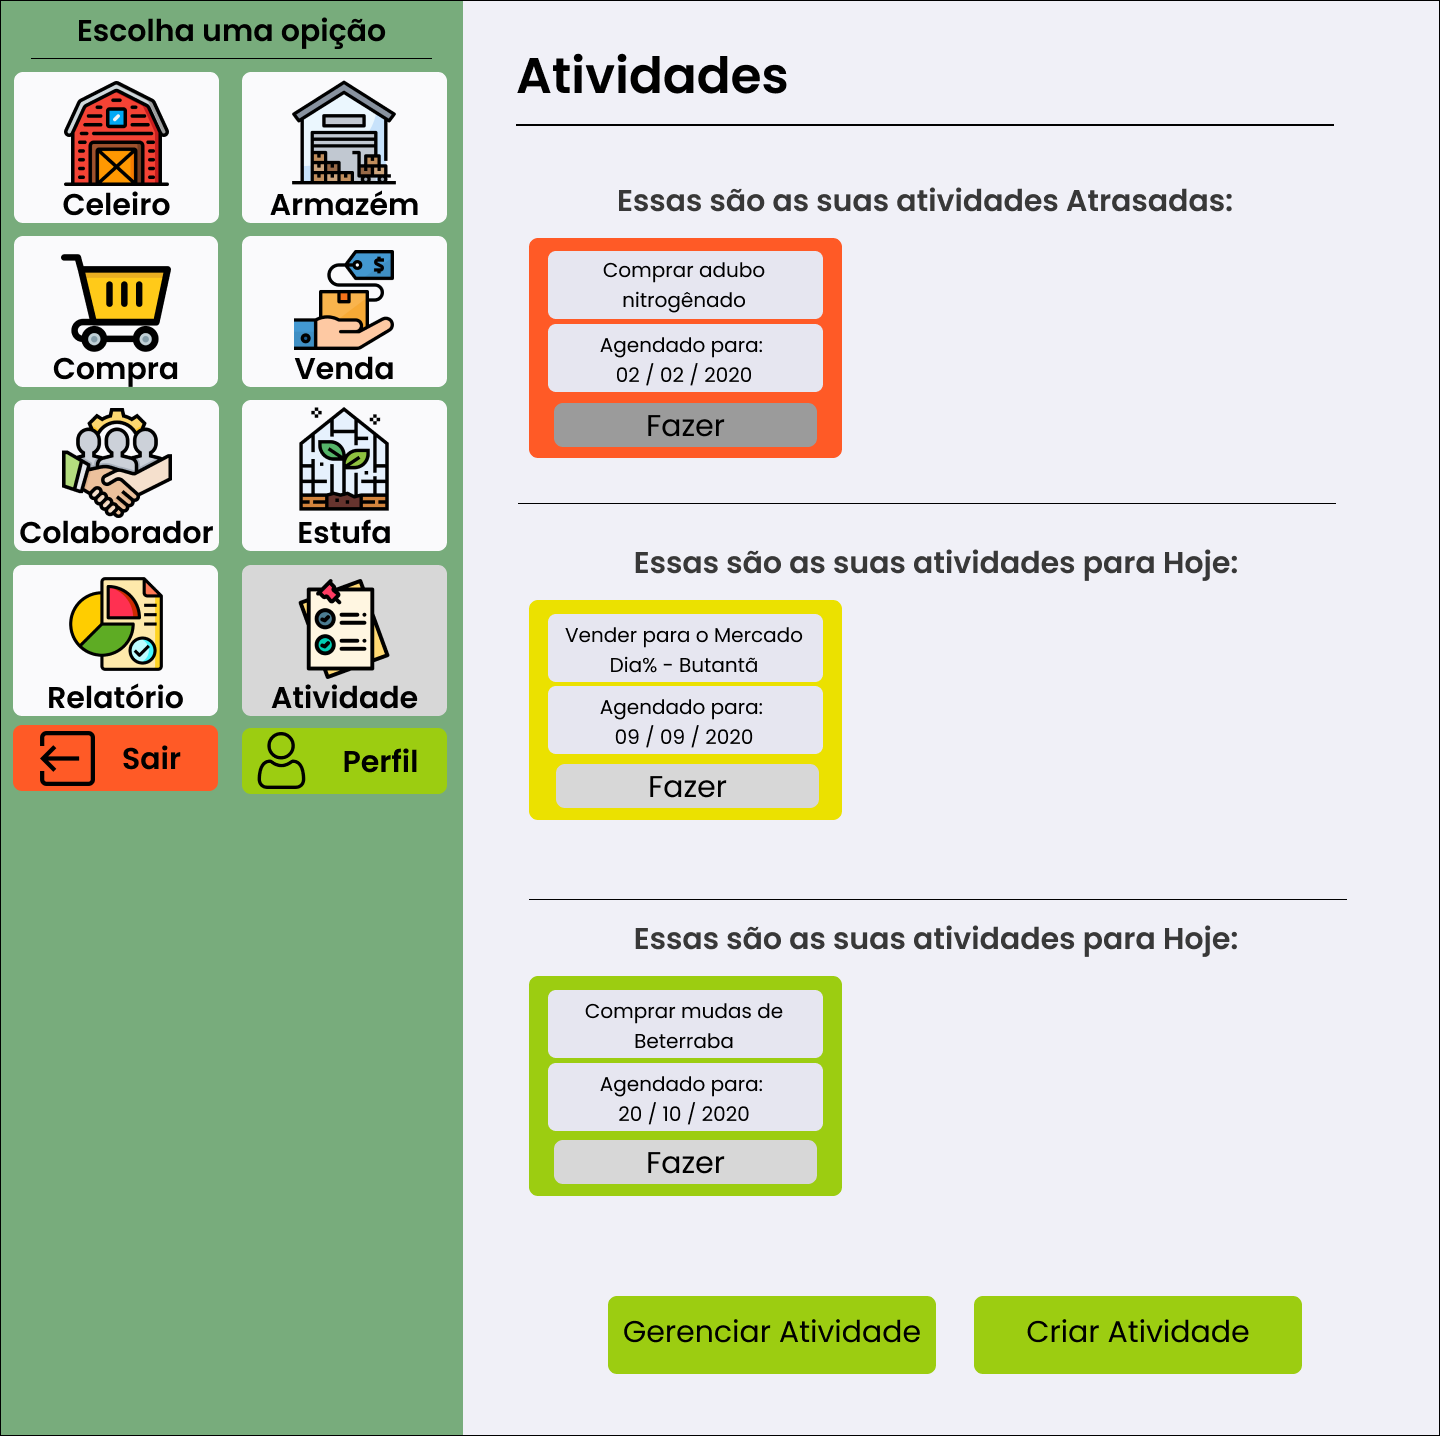 Escolha uma opição
Celeiro
Armazém
Compra
Venda
$
Colaborador
Estufa
Relatório
Atividade
Sair
Perfil
Atividades
Essas são as suas atividades Atrasadas:
Comprar adubo
nitrogênado
Agendado para:
02 / 02 / 2020
Fazer
Essas são as suas atividades para Hoje:
Vender para o Mercado
Dia% - Butantã
Agendado para:
09 / 09 / 2020
Fazer
Essas são as suas atividades para Hoje:
Comprar mudas de
Beterraba
Agendado para:
20 / 10 / 2020
Fazer
Gerenciar Atividade
Criar Atividade